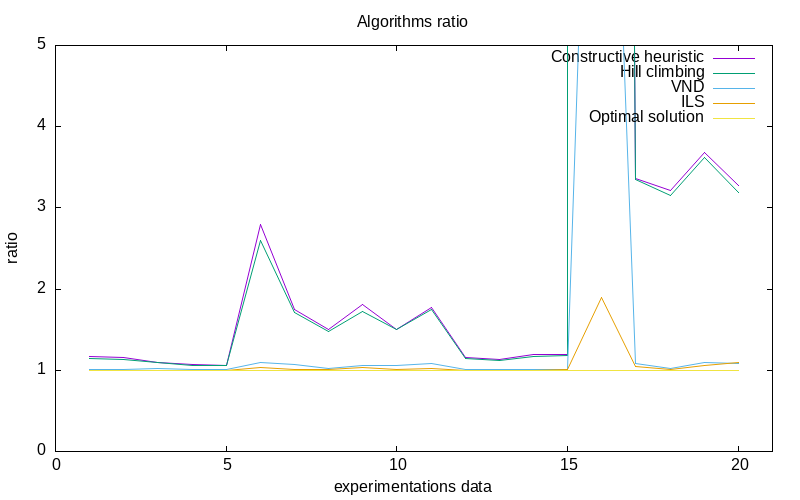 Algorithms ratio
5
Constructive heuristic
Hill climbing
VND
ILS
Optimal solution
4
3
2
1
0
ratio
0 5 10 15 20
experimentations data